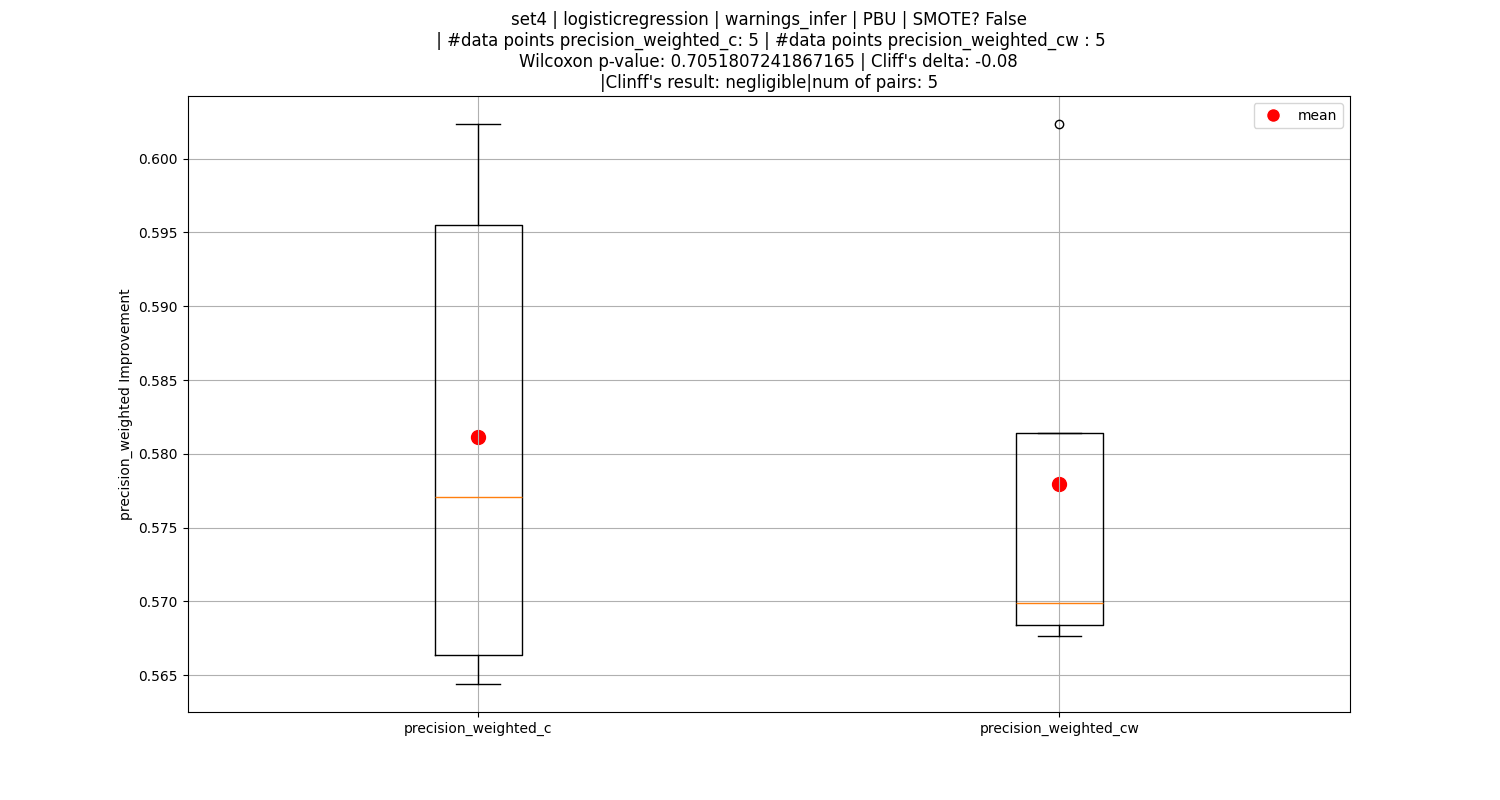 set4 | logisticregression | warnings_infer | PBU | SMOTE? False
| #data points precision_weighted_c: 5 | #data points precision_weighted_cw : 5
Wilcoxon p-value: 0.7051807241867165 | Cliff's delta: -0.08
|Clinff's result: negligible|num of pairs: 5
mean
0.600
0.595
0.590
0.585
0.580
0.575
0.570
0.565
precision_weighted Improvement
precision_weighted_c
precision_weighted_cw